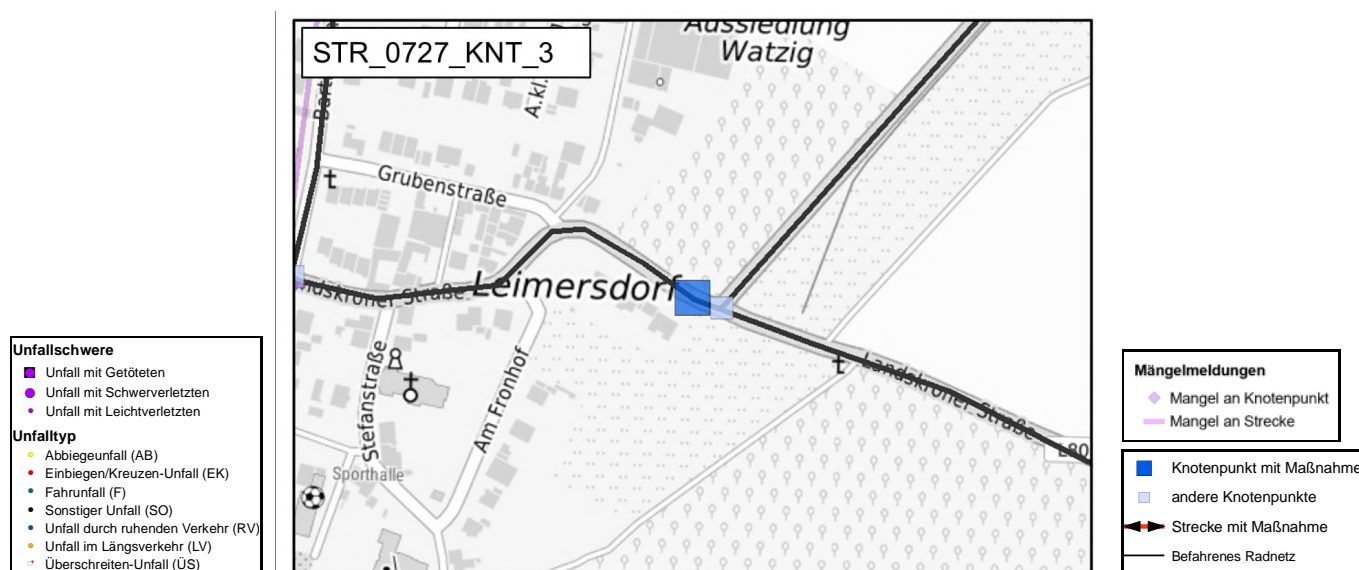 STR_0727_KNT_3
Aussiedlung
Watzig
A.kl.
Bart
Grubenstraße
Leimersdorf
ndskroner Straße
Landskroner Straße
L80
Stefanstraße
Am Fronhof
Sporthalle
Unfallschwere
Unfall mit Getöteten
Unfall mit Schwerverletzten
Unfall mit Leichtverletzten
Unfalltyp
Abbiegeunfall (AB)
Einbiegen/Kreuzen-Unfall (EK)
Fahrunfall (F)
Sonstiger Unfall (SO)
Unfall durch ruhenden Verkehr (RV)
Unfall im Längsverkehr (LV)
Überschreiten-Unfall (ÜS)
Mängelmeldungen
Mangel an Knotenpunkt
Mangel an Strecke
Knotenpunkt mit Maßnahme
andere Knotenpunkte
Strecke mit Maßnahme
Befahrenes Radnetz